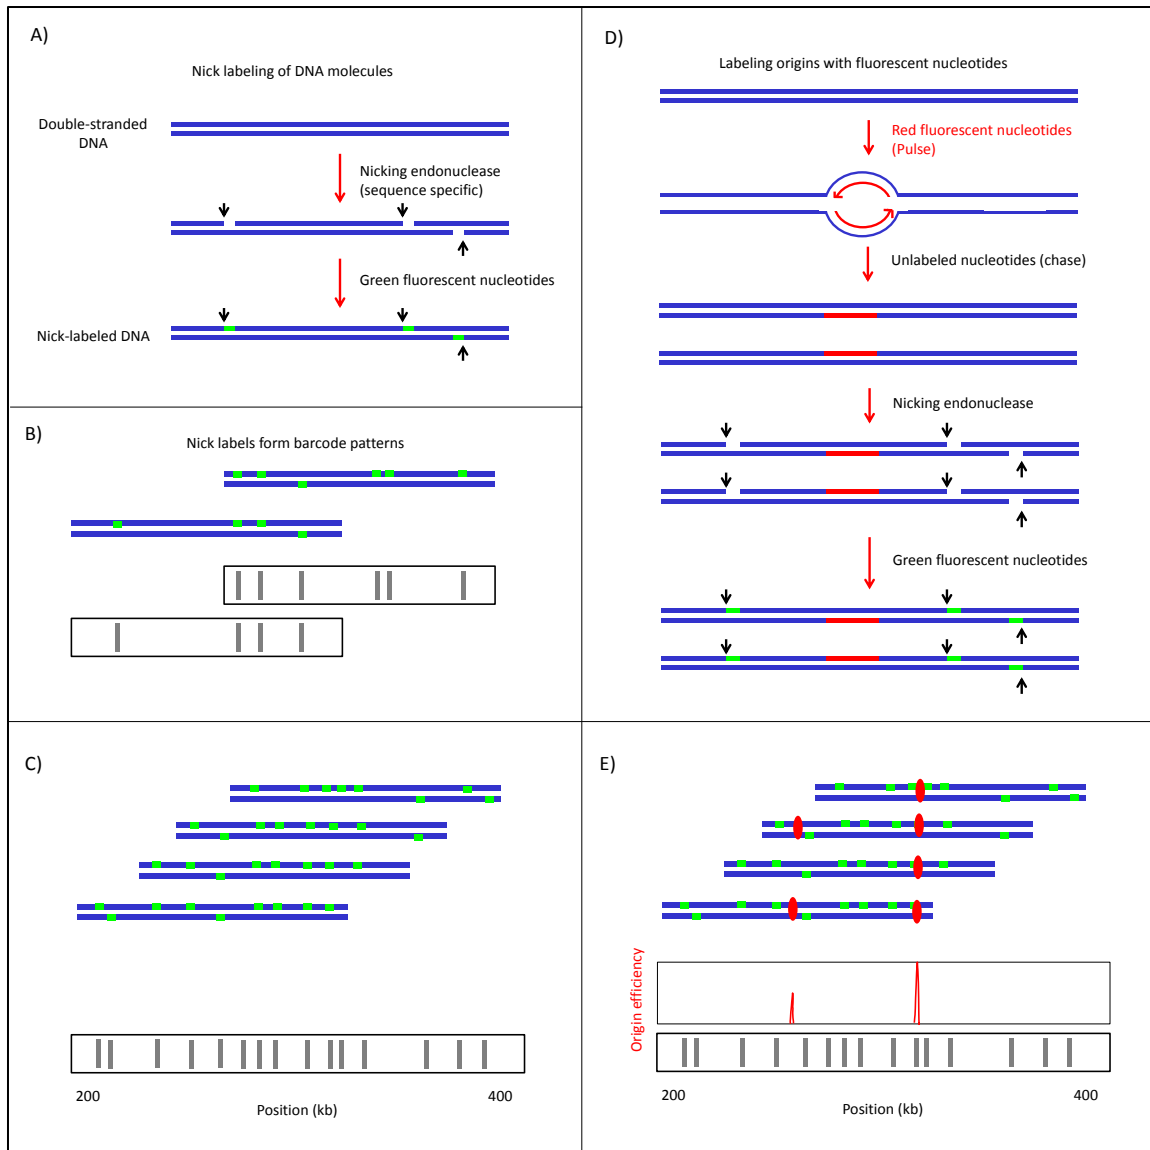 A)
Nick labeling of DNA molecules
Double-stranded
DNA
Nicking endonuclease
(sequence specific)
Green fluorescent nucleotides
Nick-labeled DNA
B)
Nick labels form barcode patterns
C)
200
400
Position (kb)
D)
Labeling origins with fluorescent nucleotides
Red fluorescent nucleotides
(Pulse)
Unlabeled nucleotides (chase)
Nicking endonuclease
Green fluorescent nucleotides
E)
Origin efficiency
200
400
Position (kb)